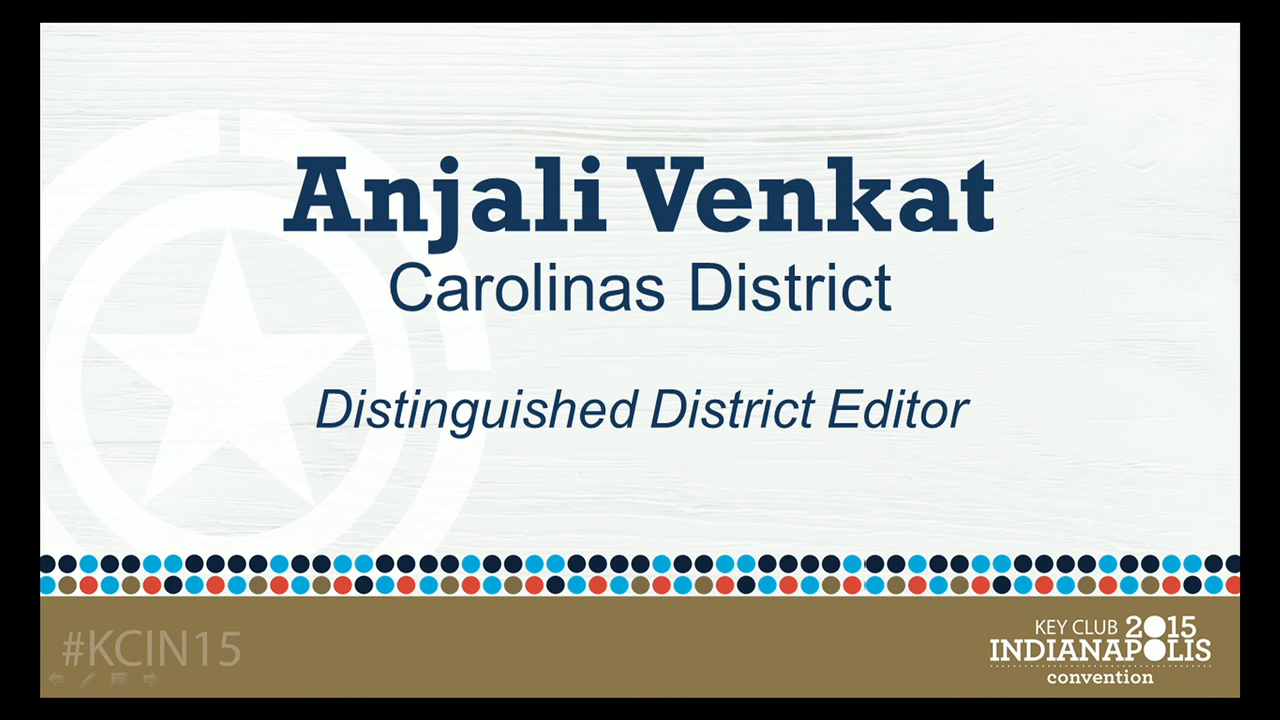 Anjali Venkat
Carolinas District
Distinguished District Editor
#KCIN15
KEY CLUB 2015
INDIANAPOLIS
convention